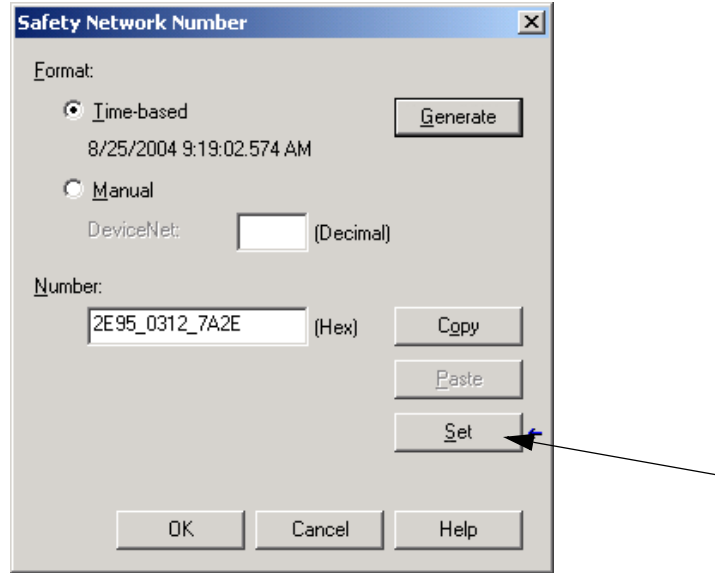 Safety Network Number
Format:
Time-based
Generate
8/25/2004 9:19:02.574 AM
Manual
DeviceNet:
(Decimal)
Number:
2E95_0312_7A2E
(Hex)
Copy
Paste
Set
OK
Cancel
Help